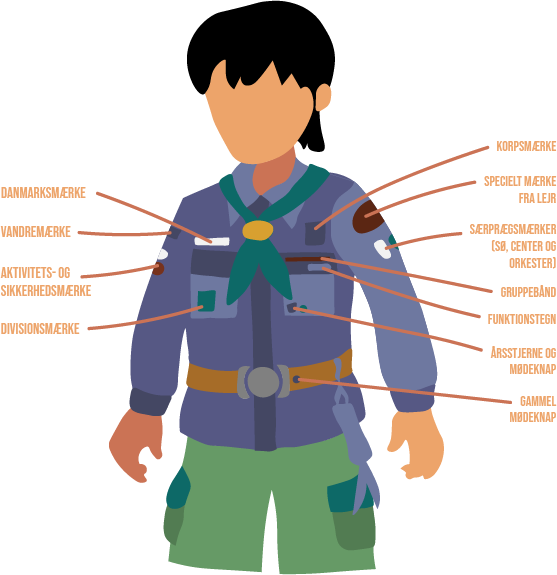 DANMARKSMÆRKE
VANDREMÆRKE
AKTIVITETS- OG
SIKKERHEDSMÆRKE
DIVISIONSMÆRKE
KORPSMÆRKE
SPECIELT MÆRKE
FRA LEJR
SÆRPRÆGSMÆRKER
(SØ, CENTER OG
ORKESTER)
GRUPPEBÅND
FUNKTIONSTEGN
ÅRSSTJERNE OG
MØDEKNAP
GAMMEL
MØDEKNAP